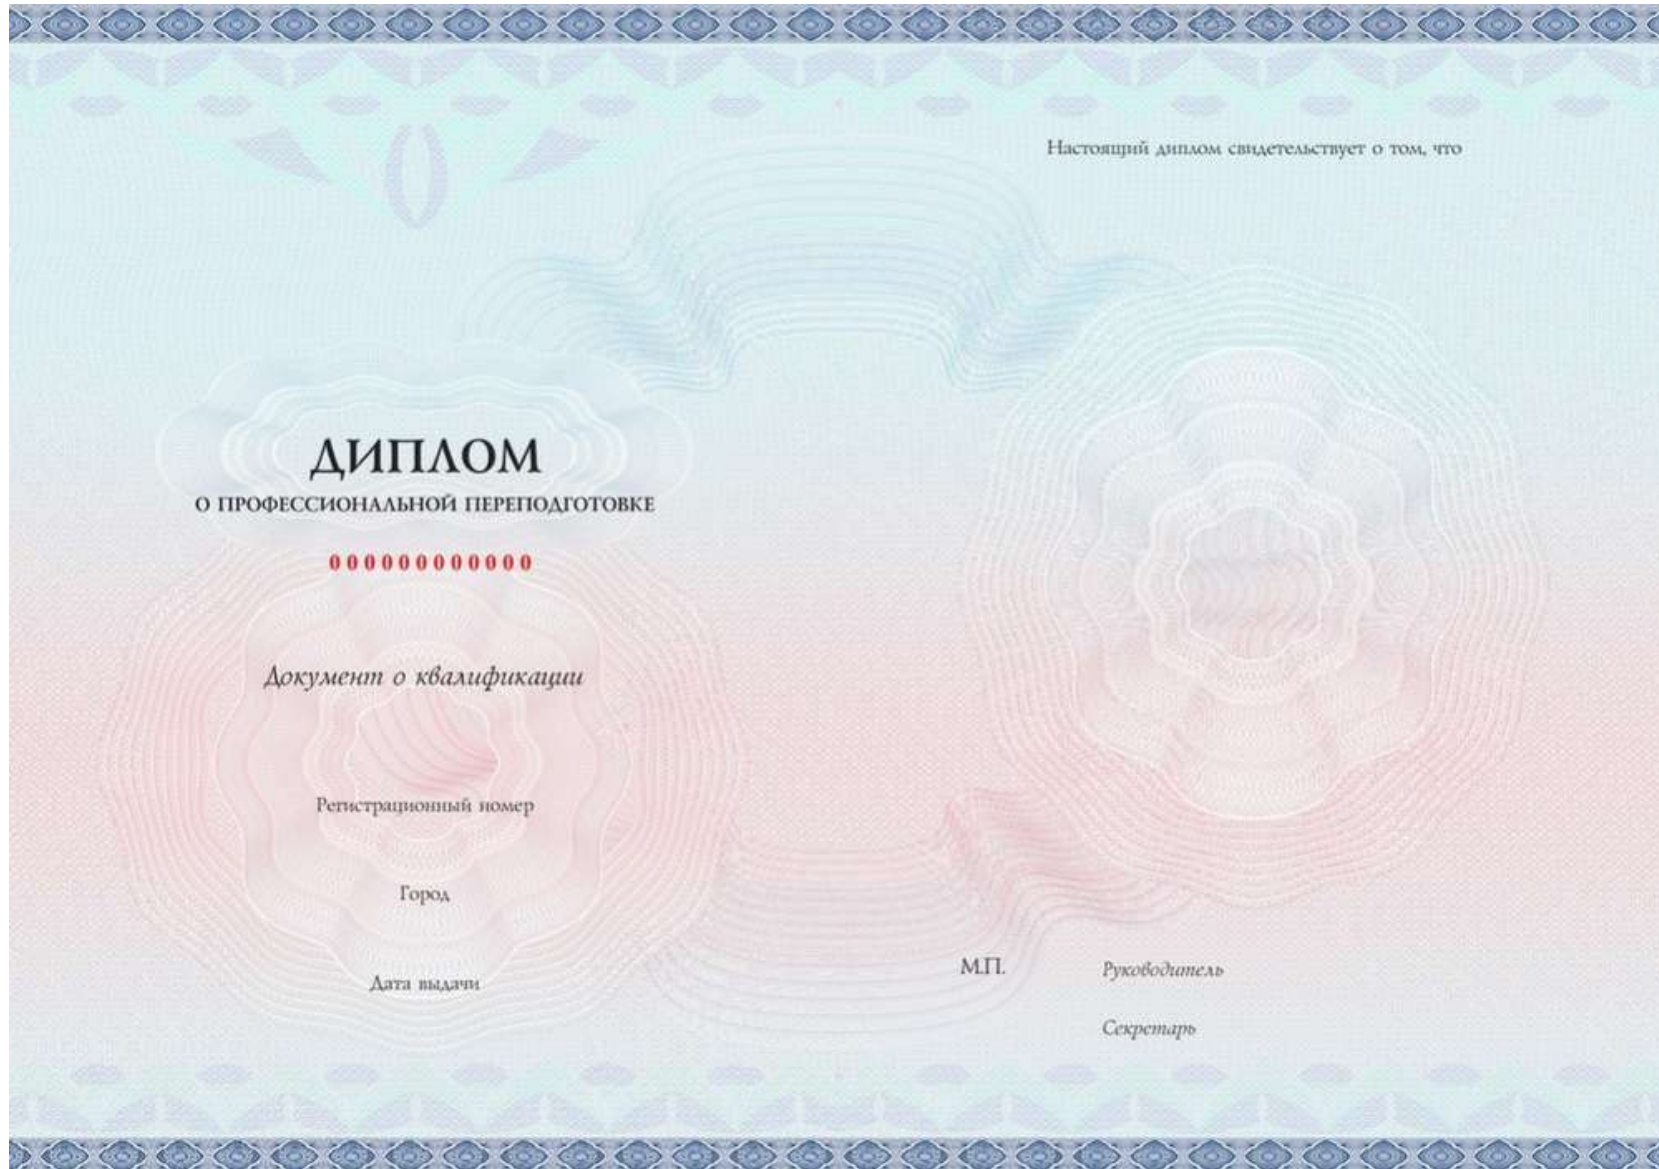 ДИПЛОМ
О ПРОФЕССИОНАЛЬНОЙ ПЕРЕПОДГОТОВКЕ
000000000000
Документ о квалификации
Регистрационный номер
Город
Дата выдачи
Настоящий диплом свидетельствует о том, что
М.П.
Руководитель
Секретарь